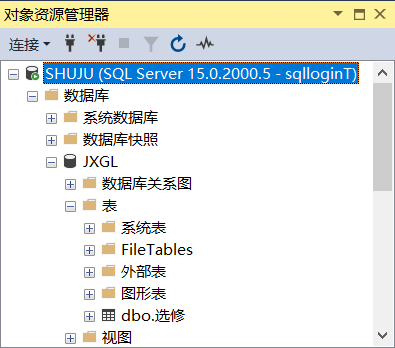 对象资源管理器
连接
SHUJU (SQL Server 15.0.2000.5 - sqlloginT)
数据库
系统数据库
数据库快照
JXGL
数据库关系图
表
系统表
FileTables
外部表
图形表
dbo.选修
视图